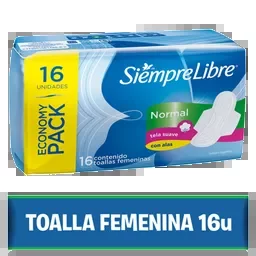 16
UNIDADES
ECONOMY
PACK
SiempreLibre
Normal
tela suave
con alas
16 contenido
toallas femeninas
TOALLA FEMENINA 16u